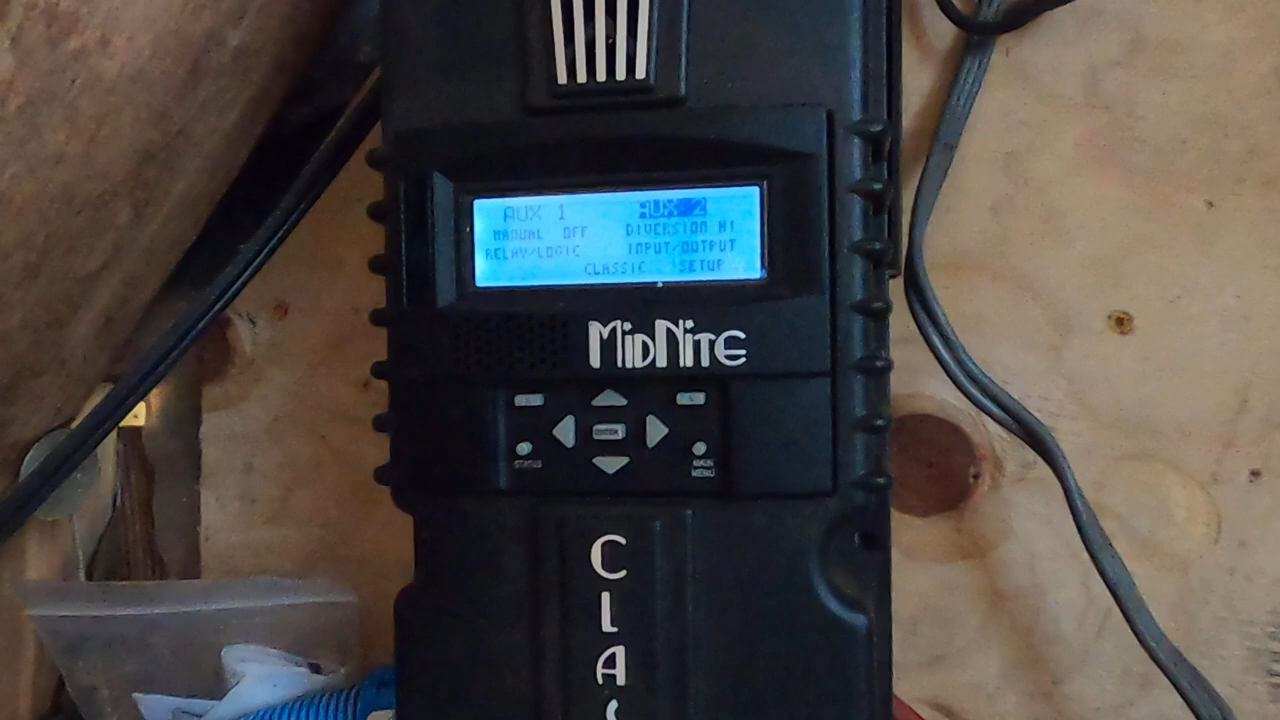 AUX 1 AUX 2
MANUAL OFF DIVERSION HI
RELAY/LOGIC INPUT/OUTPUT
CLASSIC SETUP
MIDNITE
ENTER
STATUS
MAIN
MENU
CLA